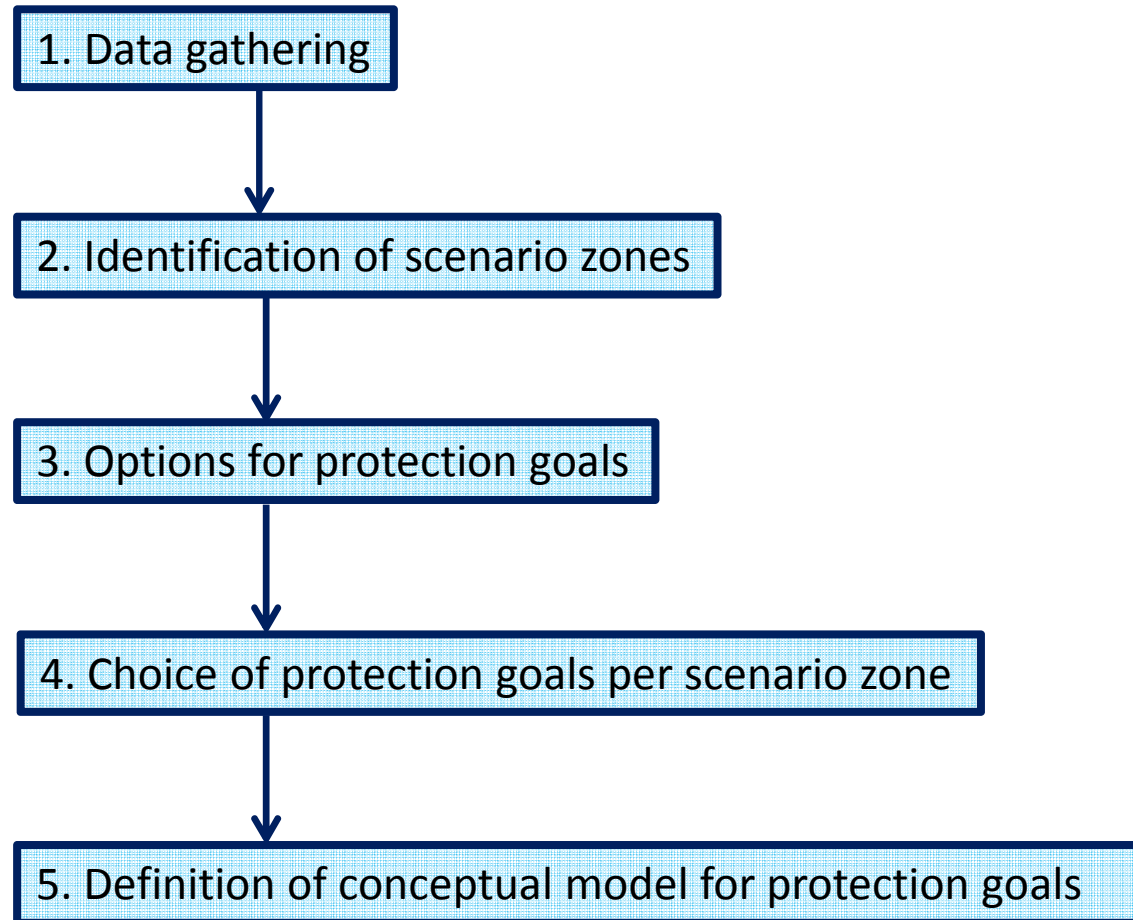 1. Data gathering
2. Identification of scenario zones
3. Options for protection goals
4. Choice of protection goals per scenario zone
5. Definition of conceptual model for protection goals